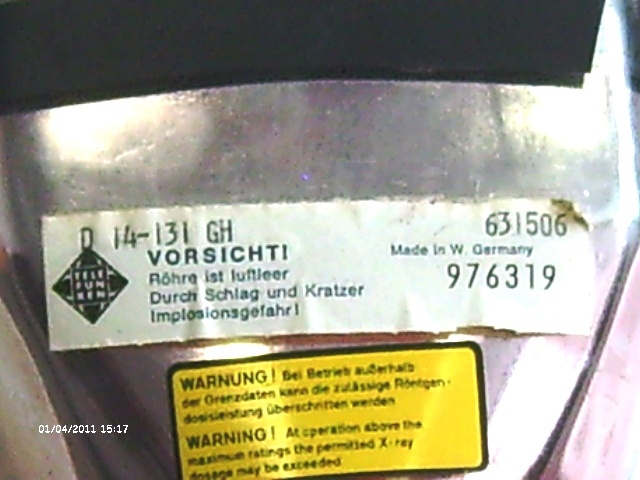 D 14-131 GH 631506
VORSICHT! Made in W. Germany
TELE
FUN
KEN
Röhre ist luftleer 976319
Durch Schlag und Kratzer
Implosionsgefahr!
WARNUNG! Bei Betrieb außerhalb
der Grenzdaten kann die zulässige Röntgen-
dosisleistung überschritten werden
WARNING! At operation above the
maximum ratings the permitted X-ray
dosage may be exceeded
01/04/2011 15:17